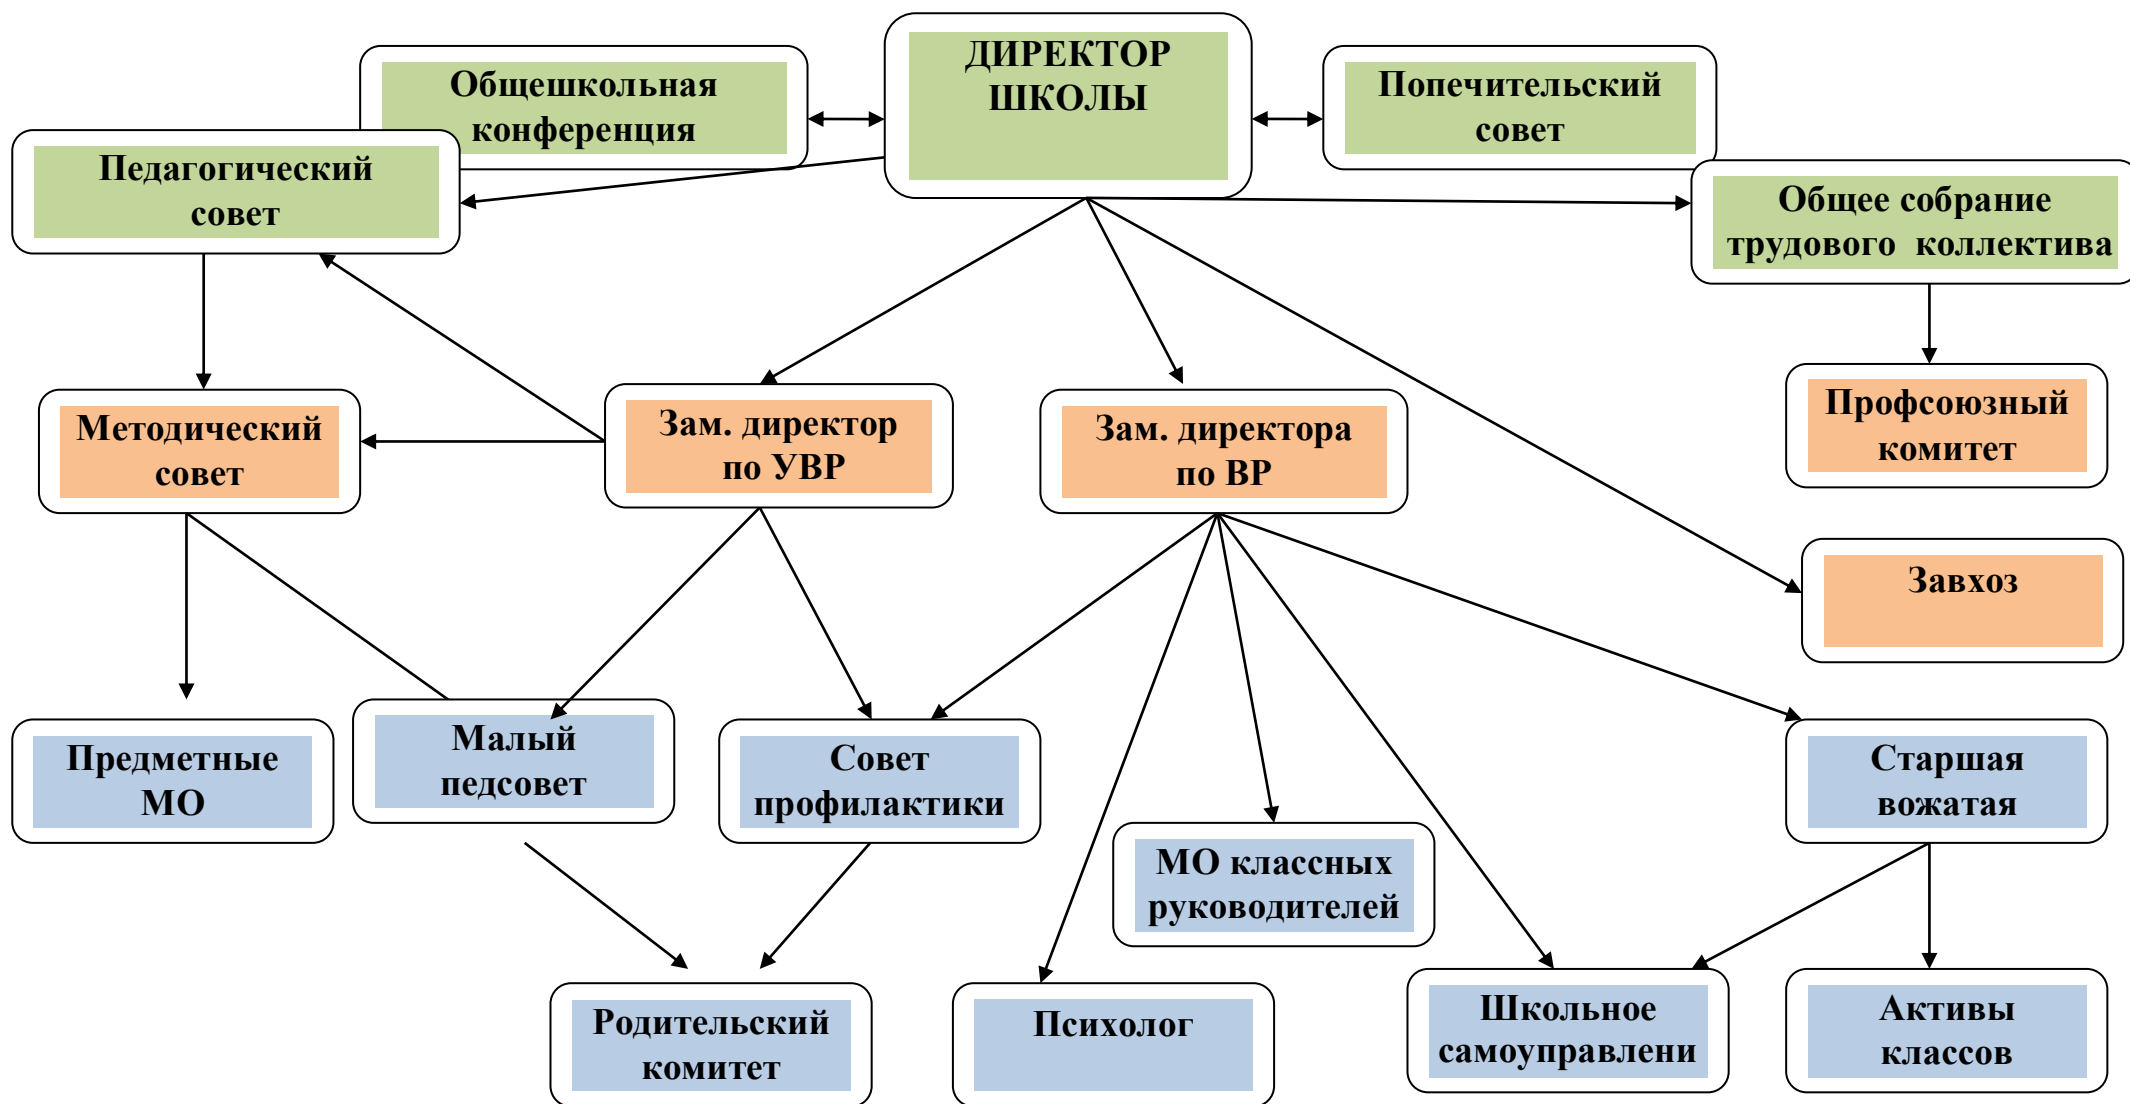 ДИРЕКТОР
ШКОЛЫ
Общешкольная
конференция
Попечительский
совет
Педагогический
совет
Общее собрание
трудового коллектива
Методический
совет
Зам. директор
по УВР
Зам. директора
по ВР
Профсоюзный
комитет
Завхоз
Предметные
МО
Малый
педсовет
Совет
профилактики
Старшая
вожатая
МО классных
руководителей
Родительский
комитет
Психолог
Школьное
самоуправлени
Активы
классов